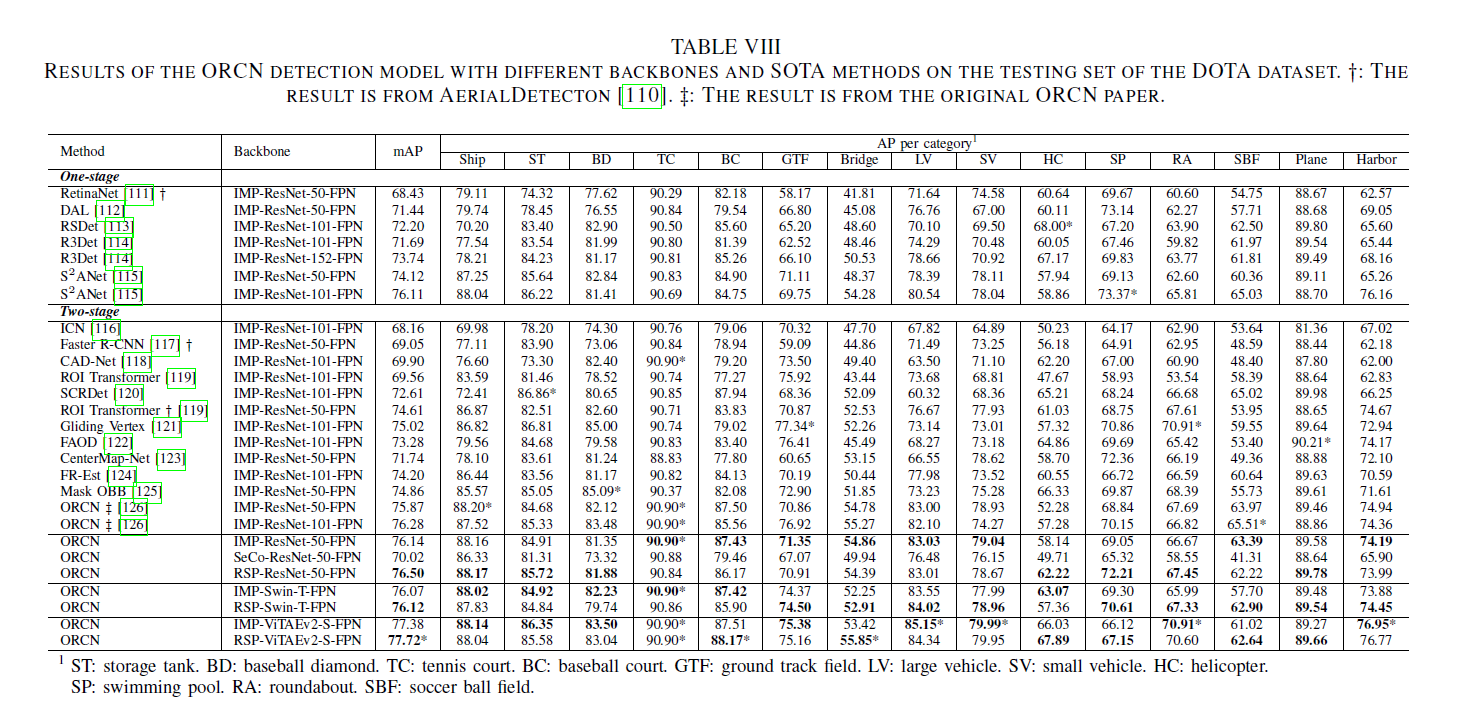 TABLE VIII
RESULTS OF THE ORCN DETECTION MODEL WITH DIFFERENT BACKBONES AND SOTA METHODS ON THE TESTING SET OF THE DOTA DATASET. †: THE
RESULT IS FROM AERIALDETECTON [110]. ‡: THE RESULT IS FROM THE ORIGINAL ORCN PAPER.
Method Backbone mAP AP per category1
Ship ST BD TC BC GTF Bridge LV SV HC SP RA SBF Plane Harbor
One-stage
RetinaNet [111] † IMP-ResNet-50-FPN 68.43 79.11 74.32 77.62 90.29 82.18 58.17 41.81 71.64 74.58 60.64 69.67 60.60 54.75 88.67 62.57
DAL [112] IMP-ResNet-50-FPN 71.44 79.74 78.45 76.55 90.84 79.54 66.80 45.08 76.76 67.00 60.11 73.14 62.27 57.71 88.68 69.05
RSDet [113] IMP-ResNet-101-FPN 72.20 70.20 83.40 82.90 90.50 85.60 65.20 48.60 70.10 69.50 68.00* 67.20 63.90 62.50 89.80 65.60
R3Det [114] IMP-ResNet-101-FPN 71.69 77.54 83.54 81.99 90.80 81.39 62.52 48.46 74.29 70.48 60.05 67.46 59.82 61.97 89.54 65.44
R3Det [114] IMP-ResNet-152-FPN 73.74 78.21 84.23 81.17 90.81 85.26 66.10 50.53 78.66 70.92 67.17 69.83 63.77 61.81 89.49 68.16
S2ANet [115] IMP-ResNet-50-FPN 74.12 87.25 85.64 82.84 90.83 84.90 71.11 48.37 78.39 78.11 57.94 69.13 62.60 60.36 89.11 65.26
S2ANet [115] IMP-ResNet-101-FPN 76.11 88.04 86.22 81.41 90.69 84.75 69.75 54.28 80.54 78.04 58.86 73.37* 65.81 65.03 88.70 76.16
Two-stage
ICN [116] IMP-ResNet-101-FPN 68.16 69.98 78.20 74.30 90.76 79.06 70.32 47.70 67.82 64.89 50.23 64.17 62.90 53.64 81.36 67.02
Faster R-CNN [117] † IMP-ResNet-50-FPN 69.05 77.11 83.90 73.06 90.84 78.94 59.09 44.86 71.49 73.25 56.18 64.91 62.95 48.59 88.44 62.18
CAD-Net [118] IMP-ResNet-101-FPN 69.90 76.60 73.30 82.40 90.90* 79.20 73.50 49.40 63.50 71.10 62.20 67.00 60.90 48.40 87.80 62.00
ROI Transformer [119] IMP-ResNet-101-FPN 69.56 83.59 81.46 78.52 90.74 77.27 75.92 43.44 73.68 68.81 47.67 58.93 53.54 58.39 88.64 62.83
SCRDet [120] IMP-ResNet-101-FPN 72.61 72.41 86.86* 80.65 90.85 87.94 68.36 52.09 60.32 68.36 65.21 68.24 66.68 65.02 89.98 66.25
ROI Transformer † [119] IMP-ResNet-50-FPN 74.61 86.87 82.51 82.60 90.71 83.83 70.87 52.53 76.67 77.93 61.03 68.75 67.61 53.95 88.65 74.67
Gliding Vertex [121] IMP-ResNet-101-FPN 75.02 86.82 86.81 85.00 90.74 79.02 77.34* 52.26 73.14 73.01 57.32 70.86 70.91* 59.55 89.64 72.94
FAOD [122] IMP-ResNet-101-FPN 73.28 79.56 84.68 79.58 90.83 83.40 76.41 45.49 68.27 73.18 64.86 69.69 65.42 53.40 90.21* 74.17
CenterMap-Net [123] IMP-ResNet-50-FPN 71.74 78.10 83.61 81.24 88.83 77.80 60.65 53.15 66.55 78.62 58.70 72.36 66.19 49.36 88.88 72.10
FR-Est [124] IMP-ResNet-101-FPN 74.20 86.44 83.56 81.17 90.82 84.13 70.19 50.44 77.98 73.52 60.55 66.72 66.59 60.64 89.63 70.59
Mask OBB [125] IMP-ResNet-50-FPN 74.86 85.57 85.05 85.09* 90.37 82.08 72.90 51.85 73.23 75.28 66.33 69.87 68.39 55.73 89.61 71.61
ORCN ‡ [126] IMP-ResNet-50-FPN 75.87 88.20* 84.68 82.12 90.90* 87.50 70.86 54.78 83.00 78.93 52.28 68.84 67.69 63.97 89.46 74.94
ORCN ‡ [126] IMP-ResNet-101-FPN 76.28 87.52 85.33 83.48 90.90* 85.56 76.92 55.27 82.10 74.27 57.28 70.15 66.82 65.51* 88.86 74.36
ORCN IMP-ResNet-50-FPN 76.14 88.16 84.91 81.35 90.90* 87.43 71.35 54.86 83.03 79.04 58.14 69.05 66.67 63.39 89.58 74.19
ORCN SeCo-ResNet-50-FPN 70.02 86.33 81.31 73.32 90.88 79.46 67.07 49.94 76.48 76.15 49.71 65.32 58.55 41.31 88.64 65.90
ORCN RSP-ResNet-50-FPN 76.50 88.17 85.72 81.88 90.84 86.17 70.91 54.39 83.01 78.67 62.22 72.21 67.45 62.22 89.78 73.99
ORCN IMP-Swin-T-FPN 76.07 88.02 84.92 82.23 90.90* 87.42 74.37 52.25 83.55 77.99 63.07 69.30 65.99 57.70 89.48 73.88
ORCN RSP-Swin-T-FPN 76.12 87.83 84.84 79.74 90.86 85.90 74.50 52.91 84.02 78.96 57.36 70.61 67.33 62.90 89.54 74.45
ORCN IMP-ViTAEv2-S-FPN 77.38 88.14 86.35 83.50 90.90* 87.51 75.38 53.42 85.15* 79.99* 66.03 66.12 70.91* 61.02 89.27 76.95*
ORCN RSP-ViTAEv2-S-FPN 77.72* 88.04 85.58 83.04 90.90* 88.17* 75.16 55.85* 84.34 79.95 67.89 67.15 70.60 62.64 89.66 76.77
1 ST: storage tank. BD: baseball diamond. TC: tennis court. BC: baseball court. GTF: ground track field. LV: large vehicle. SV: small vehicle. HC: helicopter.
SP: swimming pool. RA: roundabout. SBF: soccer ball field.